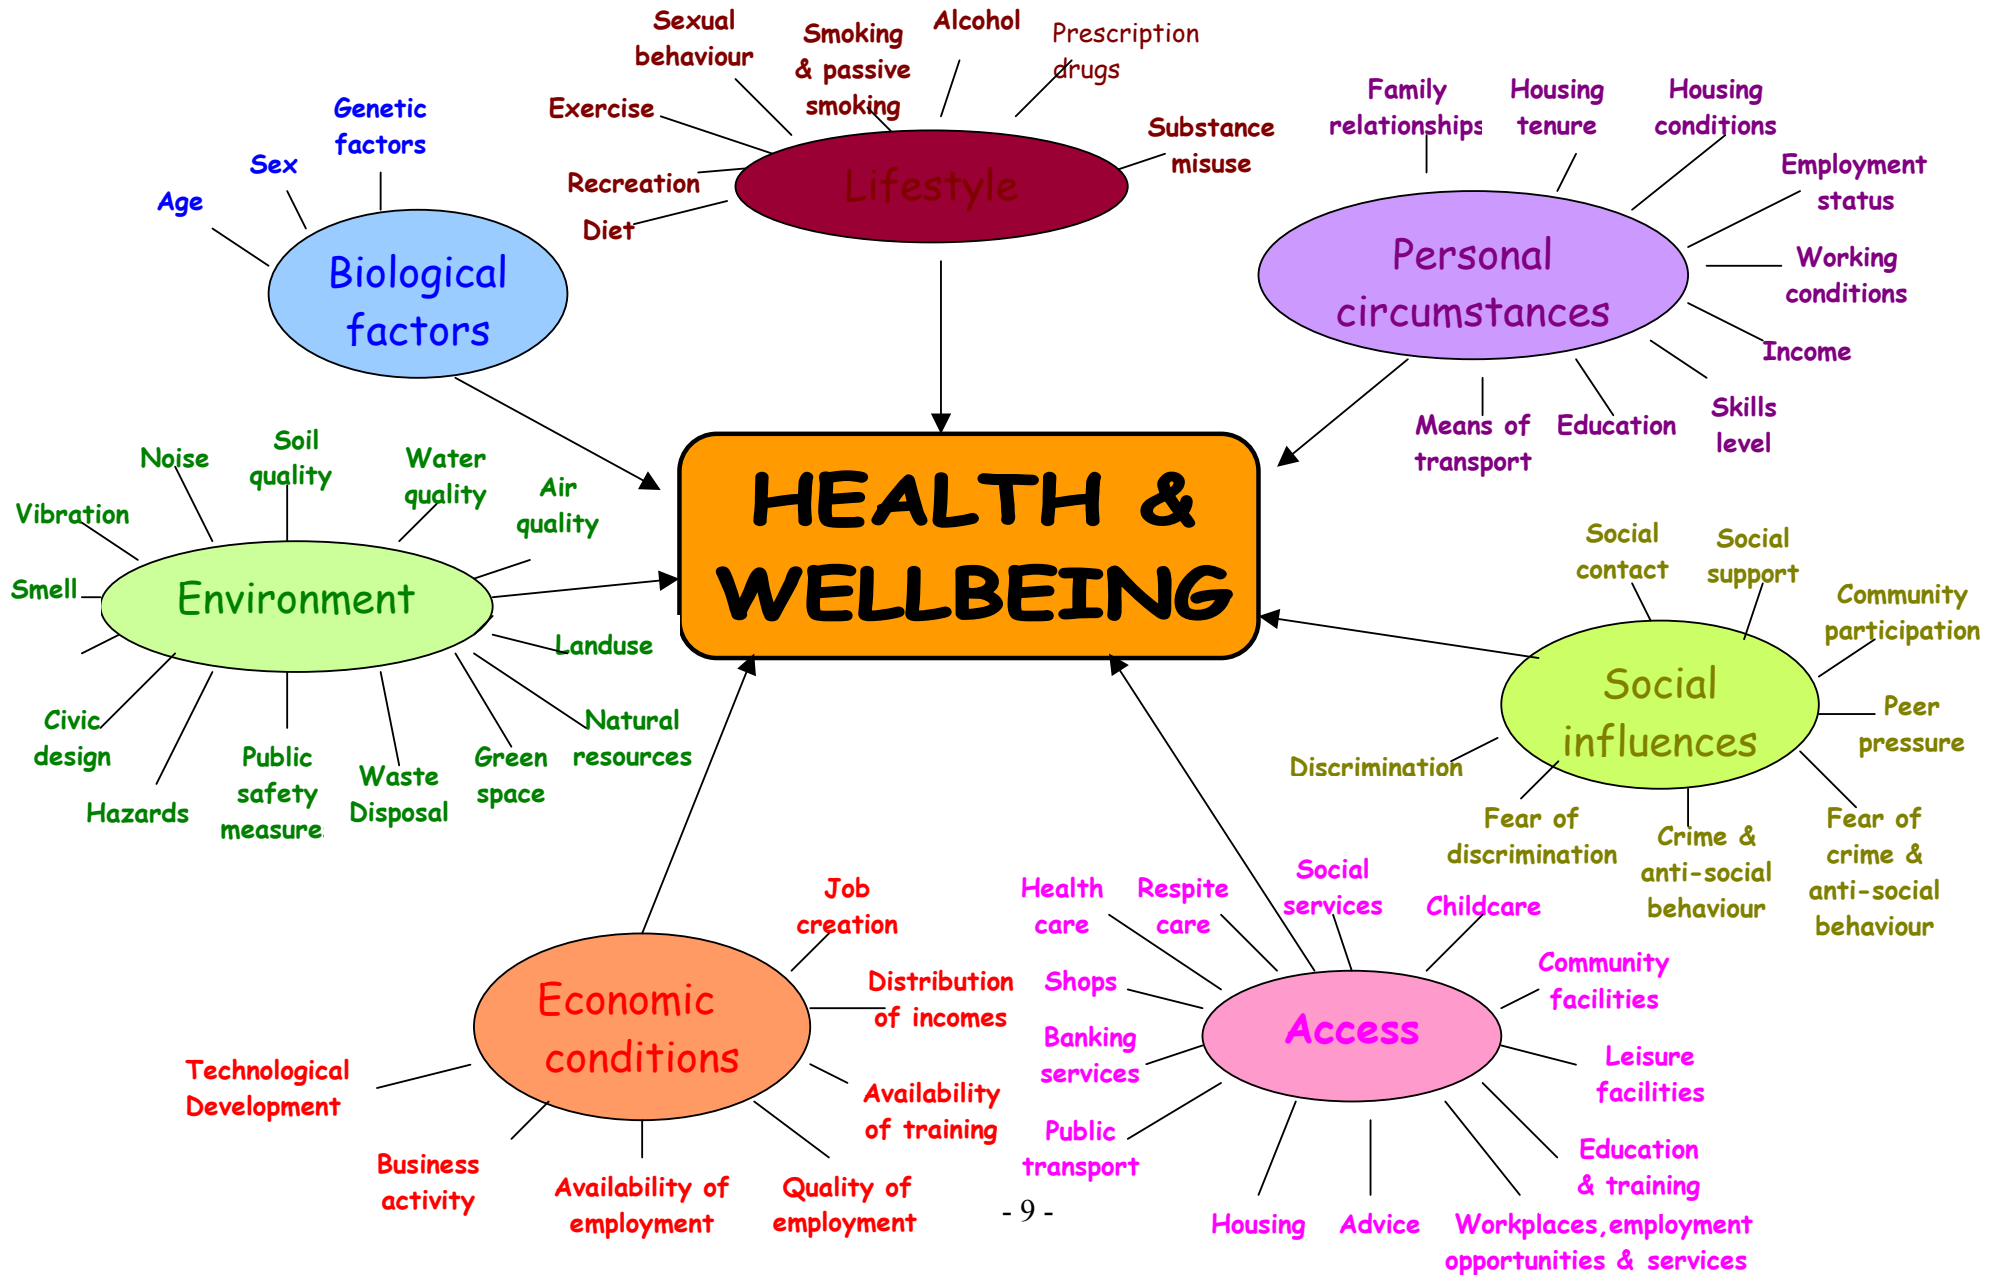 Sexual
behaviour
Smoking
& passive
smoking
Alcohol
Prescription
drugs
Exercise
Substance
misuse
Recreation
Diet
Lifestyle
Genetic
factors
Sex
Age
Biological
factors
Family
relationships
Housing
tenure
Housing
conditions
Employment
status
Working
conditions
Income
Skills
level
Education
Means of
transport
Personal
circumstances
HEALTH &
WELLBEING
Noise
Soil
quality
Water
quality
Air
quality
Vibration
Smell
Environment
Landuse
Civic
design
Natural
resources
Hazards
Public
safety
measure
Waste
Disposal
Green
space
Social
contact
Social
support
Community
participation
Peer
pressure
Social
influences
Discrimination
Fear of
discrimination
Crime &
anti-social
behaviour
Fear of
crime &
anti-social
behaviour
Job
creation
Distribution
of incomes
Economic
conditions
Technological
Development
Availability
of training
Business
activity
Availability of
employment
Quality of
employment
Health
care
Respite
care
Social
services
Childcare
Shops
Community
facilities
Access
Banking
services
Leisure
facilities
Public
transport
Education
& training
Housing
Advice
Workplaces,employment
opportunities & services
- 9 -